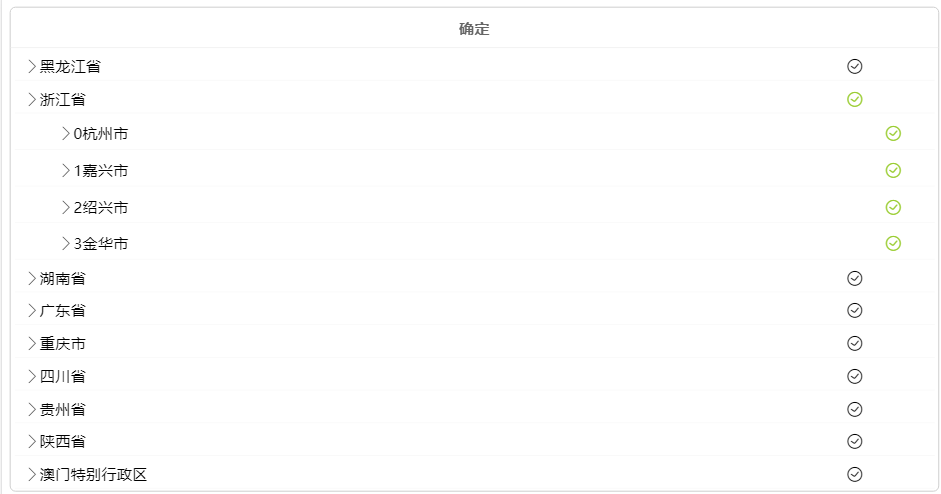 确定
黑龙江省
浙江省
0杭州市
1嘉兴市
2绍兴市
3金华市
湖南省
广东省
重庆市
四川省
贵州省
陕西省
澳门特别行政区